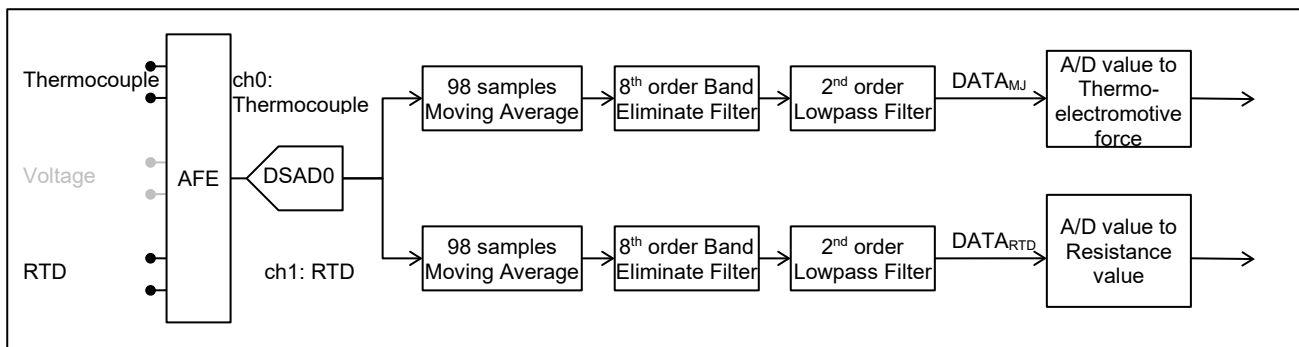 Thermocouple
Voltage
RTD
AFE
ch0:
Thermocouple
DSAD0
ch1: RTD
98 samples
Moving Average
8th order Band
Eliminate Filter
2nd order
Lowpass Filter
DATAMJ
A/D value to
Thermo-
electromotive
force
98 samples
Moving Average
8th order Band
Eliminate Filter
2nd order
Lowpass Filter
DATARTD
A/D value to
Resistance
value